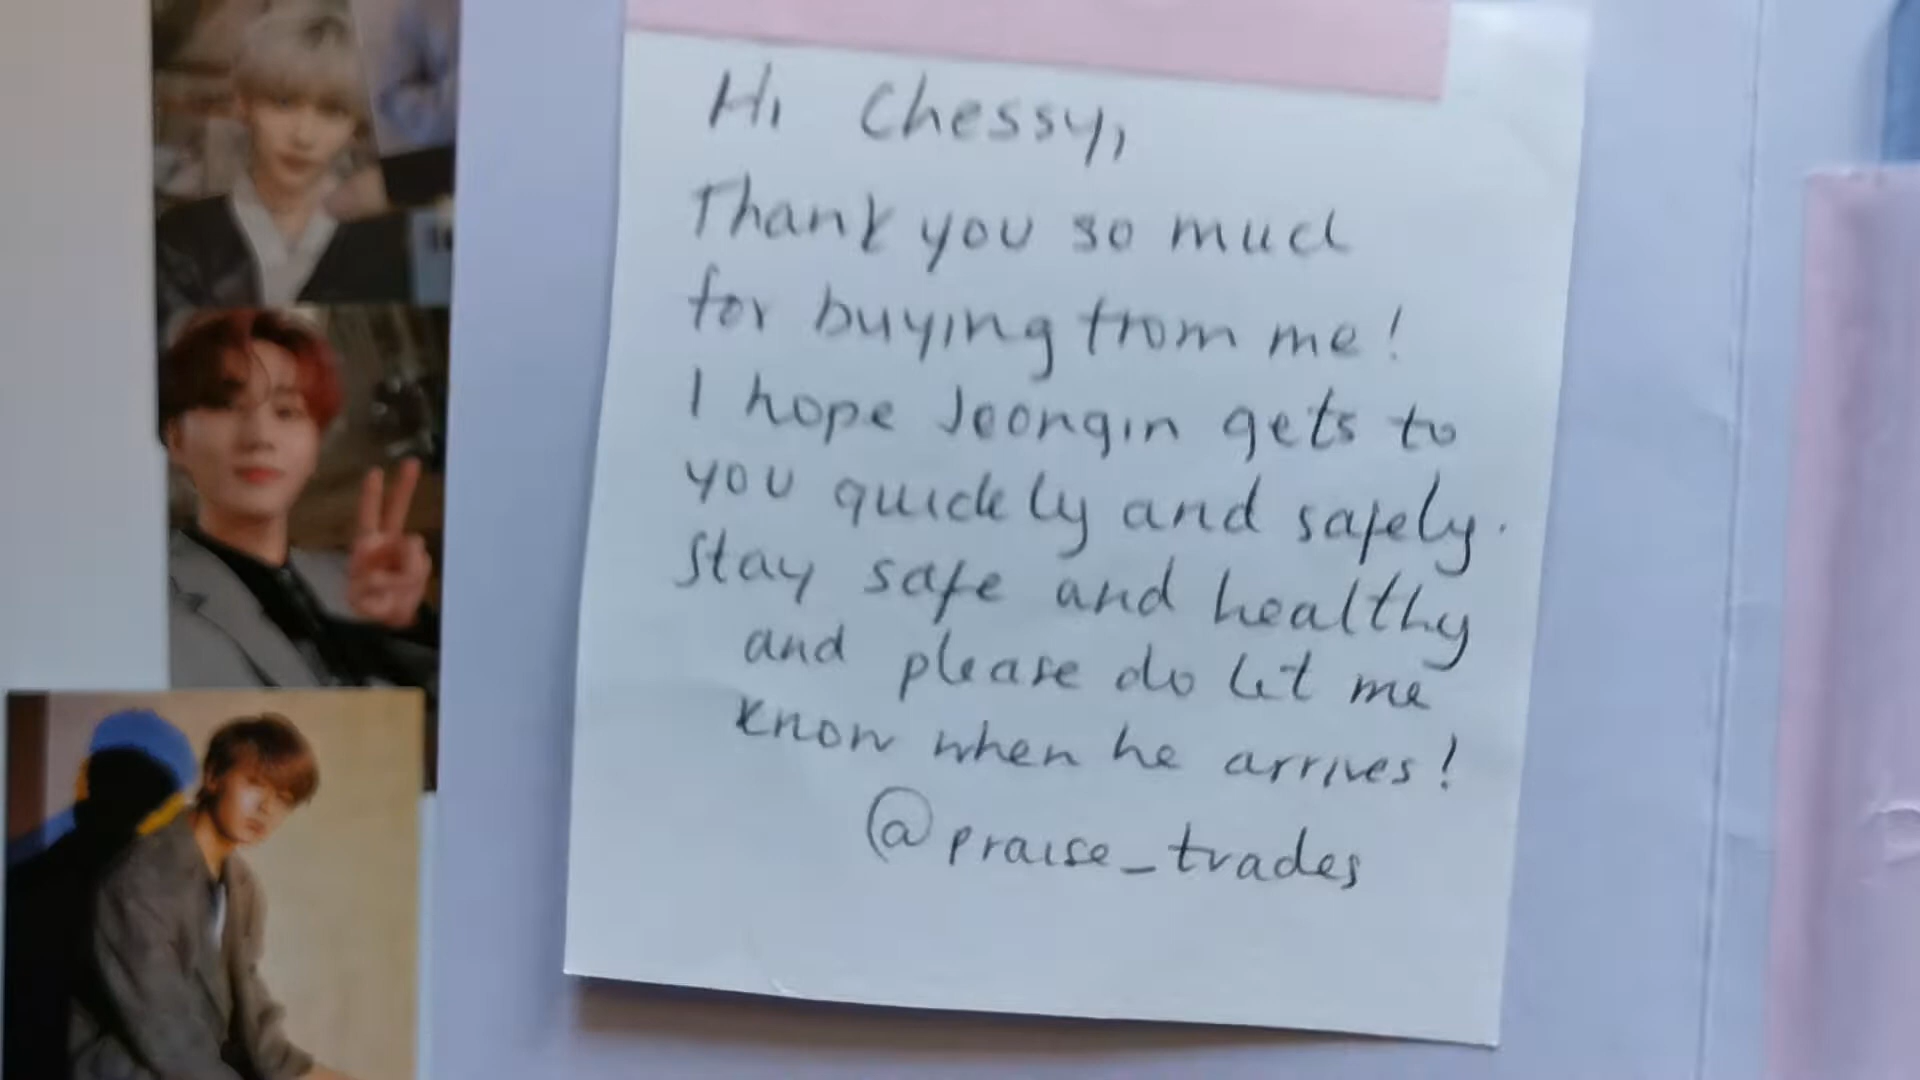 Hi Chessy,
Thank you so much
for buying from me!
I hope Jeongin gets to
you quickly and safely.
Stay safe and healthy
and please do let me
know when he arrives!
@praise_trades